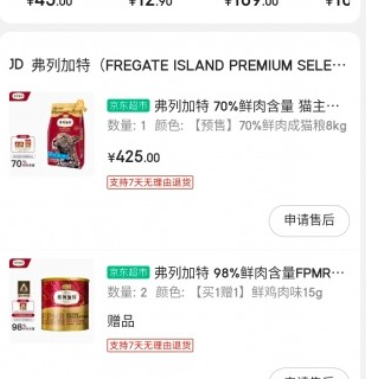 ¥45.00 ¥12.90 ¥169.00
JD 弗列加特（FREGATE ISLAND PREMIUM SELE…
京东超市 弗列加特 70%鲜肉含量 猫主…
数量: 1 颜色: 【预售】70%鲜肉成猫粮8kg
70%
¥425.00
支持7天无理由退货
申请售后
京东超市 弗列加特 98%鲜肉含量FPMR…
数量: 2 颜色: 【买1赠1】鲜鸡肉味15g
98%
赠品
支持7天无理由退货
申请售后